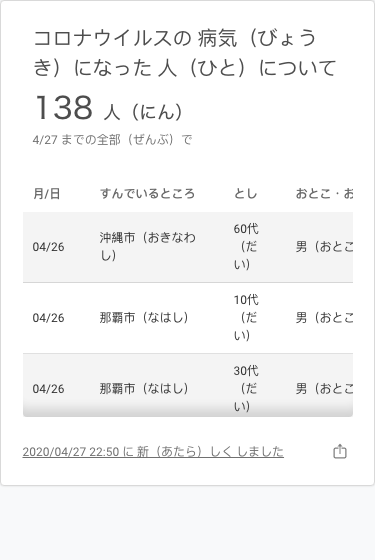 コロナウイルスの 病気（びょう
き）になった 人（ひと）について
138 人（にん）
4/27 までの全部（ぜんぶ）で
月/日 すんでいるところ とし おとこ・お
04/26 沖縄市（おきなわ
し） 60代
（だ
い） 男（おとこ
04/26 那覇市（なはし） 10代
（だ
い） 男（おとこ
04/26 那覇市（なはし） 30代
（だ
い） 男（おとこ
2020/04/27 22:50 に 新（あたら）しく しました